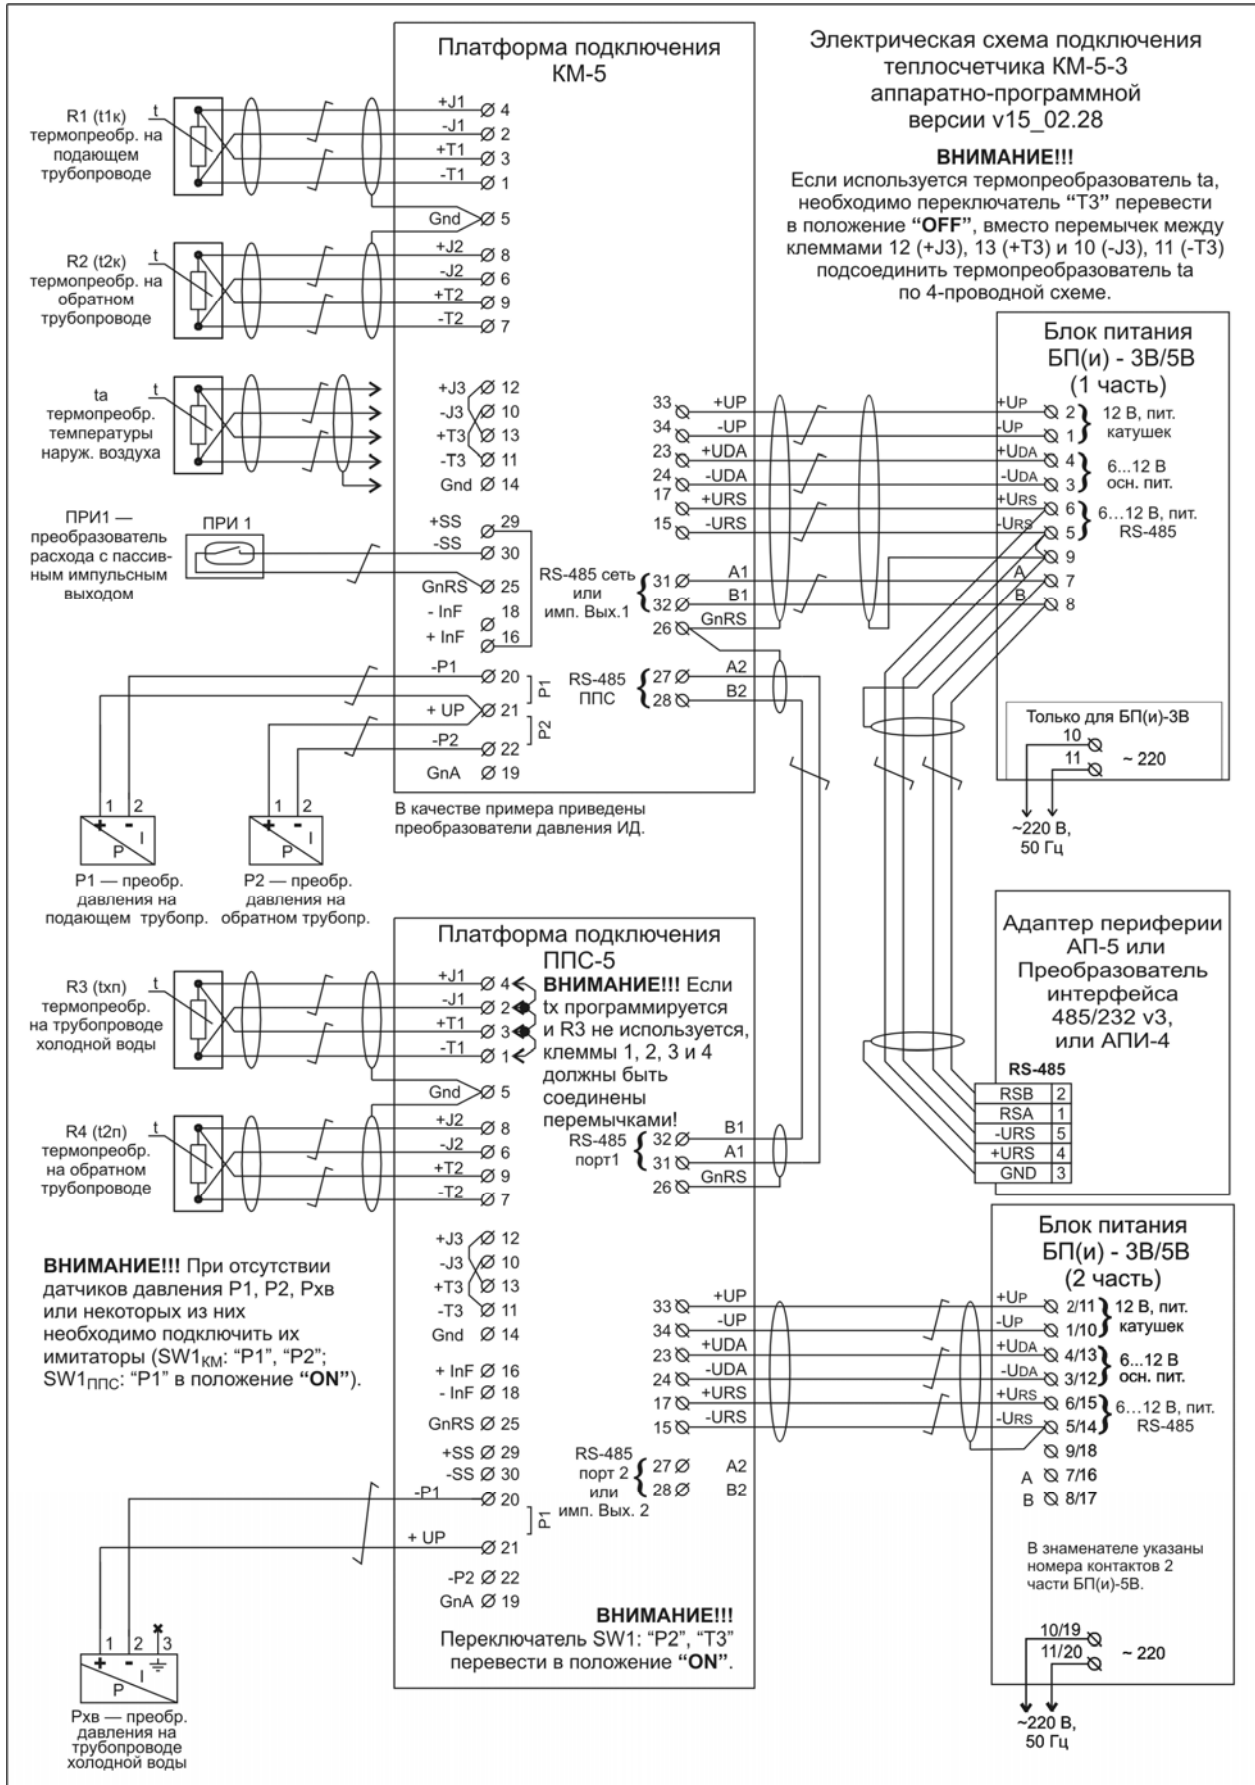 Электрическая схема подключения
теплосчетчика КМ-5-3
аппаратно-программной
версии v15_02.28
ВНИМАНИЕ!!!
Если используется термопреобразователь ta,
необходимо переключатель “Т3” перевести
в положение “OFF”, вместо перемычек между
клеммами 12 (+J3), 13 (+T3) и 10 (-J3), 11 (-T3)
подсоединить термопреобразователь ta
по 4-проводной схеме.
Платформа подключения
КМ-5
R1 (t1к)
термопреобр. на
подающем
трубопроводе
t
+J1 4
-J1 2
+T1 3
-T1 1
Gnd 5
R2 (t2к)
термопреобр. на
обратном
трубопроводе
t
+J2 8
-J2 6
+T2 9
-T2 7
ta
термопреобр.
температуры
наруж. воздуха
t
+J3 12
-J3 10
+T3 13
-T3 11
Gnd 14
ПРИ1 —
преобразователь
расхода с пассив-
ным импульсным
выходом
ПРИ 1
+SS 29
-SS 30
GnRS 25
- InF 18
+ InF 16
-P1 20
+ UP 21
-P2 22
GnA 19
P1
P2
33 +UP
34 -UP
23 +UDA
24 -UDA
17 +URS
15 -URS
RS-485 сеть
или
имп. Вых.1
31 A1
32 B1
26 GnRS
RS-485
ППС
27 A2
28 B2
1 2
+ -
I
P
P1 — преобр.
давления на
подающем трубопр.
1 2
+ -
I
P
P2 — преобр.
давления на
обратном трубопр.
В качестве примера приведены
преобразователи давления ИД.
Блок питания
БП(и) - 3В/5В
(1 часть)
+UP 2
-UP 1
12 В, пит.
катушек
+UDA 4
-UDA 3
6...12 В
осн. пит.
+URS 6
-URS 5
6...12 В, пит.
RS-485
9
A 7
B 8
Только для БП(и)-3В
10
11
~ 220
~220 В,
50 Гц
Адаптер периферии
АП-5 или
Преобразователь
интерфейса
485/232 v3,
или АПИ-4
RS-485
RSB 2
RSA 1
-URS 5
+URS 4
GND 3
Платформа подключения
ППС-5
ВНИМАНИЕ!!! Если
tx программируется
и R3 не используется,
клеммы 1, 2, 3 и 4
должны быть
соединены
перемычками!
R3 (txп)
термопреобр.
на трубопроводе
холодной воды
t
+J1 4
-J1 2
+T1 3
-T1 1
Gnd 5
R4 (t2п)
термопреобр.
на обратном
трубопроводе
t
+J2 8
-J2 6
+T2 9
-T2 7
RS-485
порт1
32 B1
31 A1
26 GnRS
ВНИМАНИЕ!!! При отсутствии
датчиков давления Р1, Р2, Рхв
или некоторых из них
необходимо подключить их
имитаторы (SW1КМ: “P1”, “P2”;
SW1ППС: “P1” в положение “ON”).
+J3 12
-J3 10
+T3 13
-T3 11
Gnd 14
+ InF 16
- InF 18
GnRS 25
+SS 29
-SS 30
-P1 20
+ UP 21
-P2 22
GnA 19
P1
33 +UP
34 -UP
23 +UDA
24 -UDA
17 +URS
15 -URS
RS-485
порт 2
или
имп. Вых. 2
27 A2
28 B2
ВНИМАНИЕ!!!
Переключатель SW1: “P2”, “T3”
перевести в положение “ON”.
1 2 3
+ -
I
P
Рхв — преобр.
давления на
трубопроводе
холодной воды
Блок питания
БП(и) - 3В/5В
(2 часть)
+UP 2/11
-UP 1/10
12 В, пит.
катушек
+UDA 4/13
-UDA 3/12
6...12 В
осн. пит.
+URS 6/15
-URS 5/14
6...12 В, пит.
RS-485
9/18
A 7/16
B 8/17
В знаменателе указаны
номера контактов 2
части БП(и)-5В.
10/19
11/20
~ 220
~220 В,
50 Гц